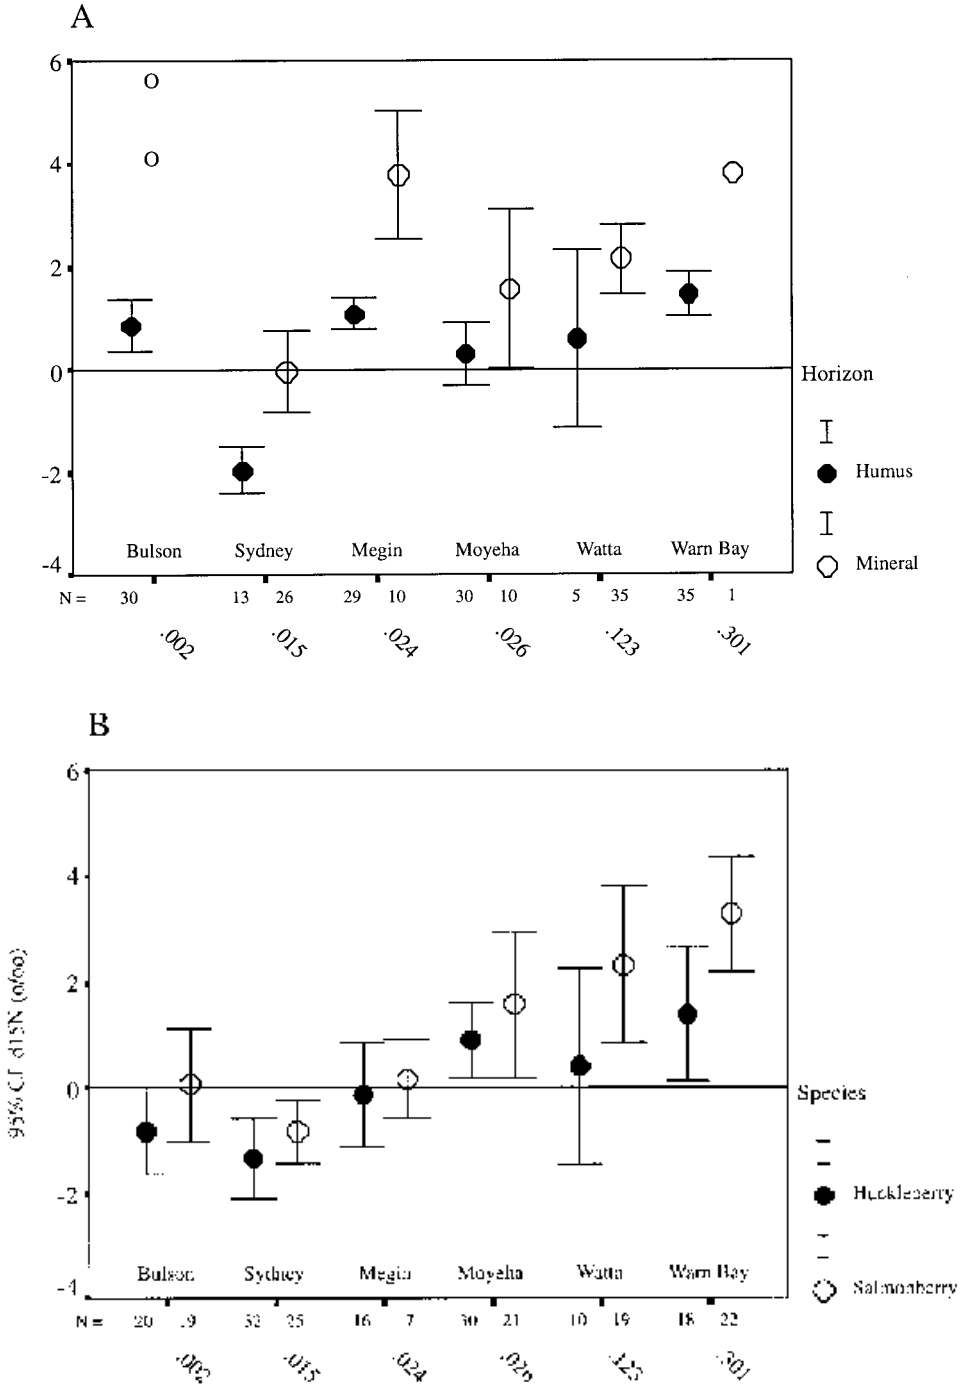 A
6
4
2
0
-2
-4
Horizon
Humus
Mineral
Bulson Sydney Megin Moyeha Watta Warn Bay
N = 30 13 26 29 10 30 10 5 35 35 1
.002 .015 .024 .026 .123 .301
B
6
4
2
0
-2
-4
95% C.I. d15N (o/oo)
Species
Huckleberry
Salmonberry
Bulson Sydney Megin Moyeha Watta Warn Bay
N = 20 19 32 25 16 7 30 21 10 19 18 22
.002 .015 .024 .026 .123 .301